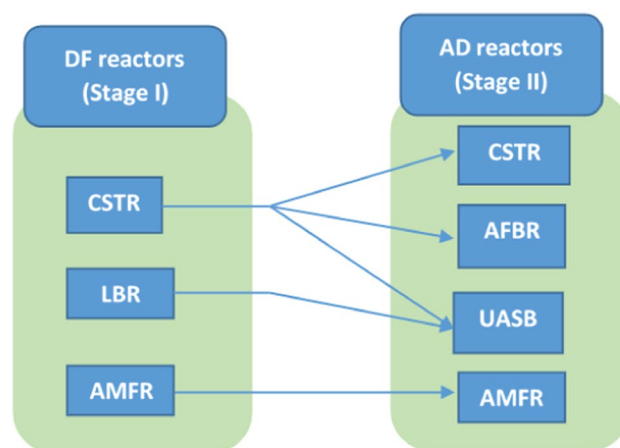 DF reactors
(Stage I)
CSTR
LBR
AMFR
AD reactors
(Stage II)
CSTR
AFBR
UASB
AMFR